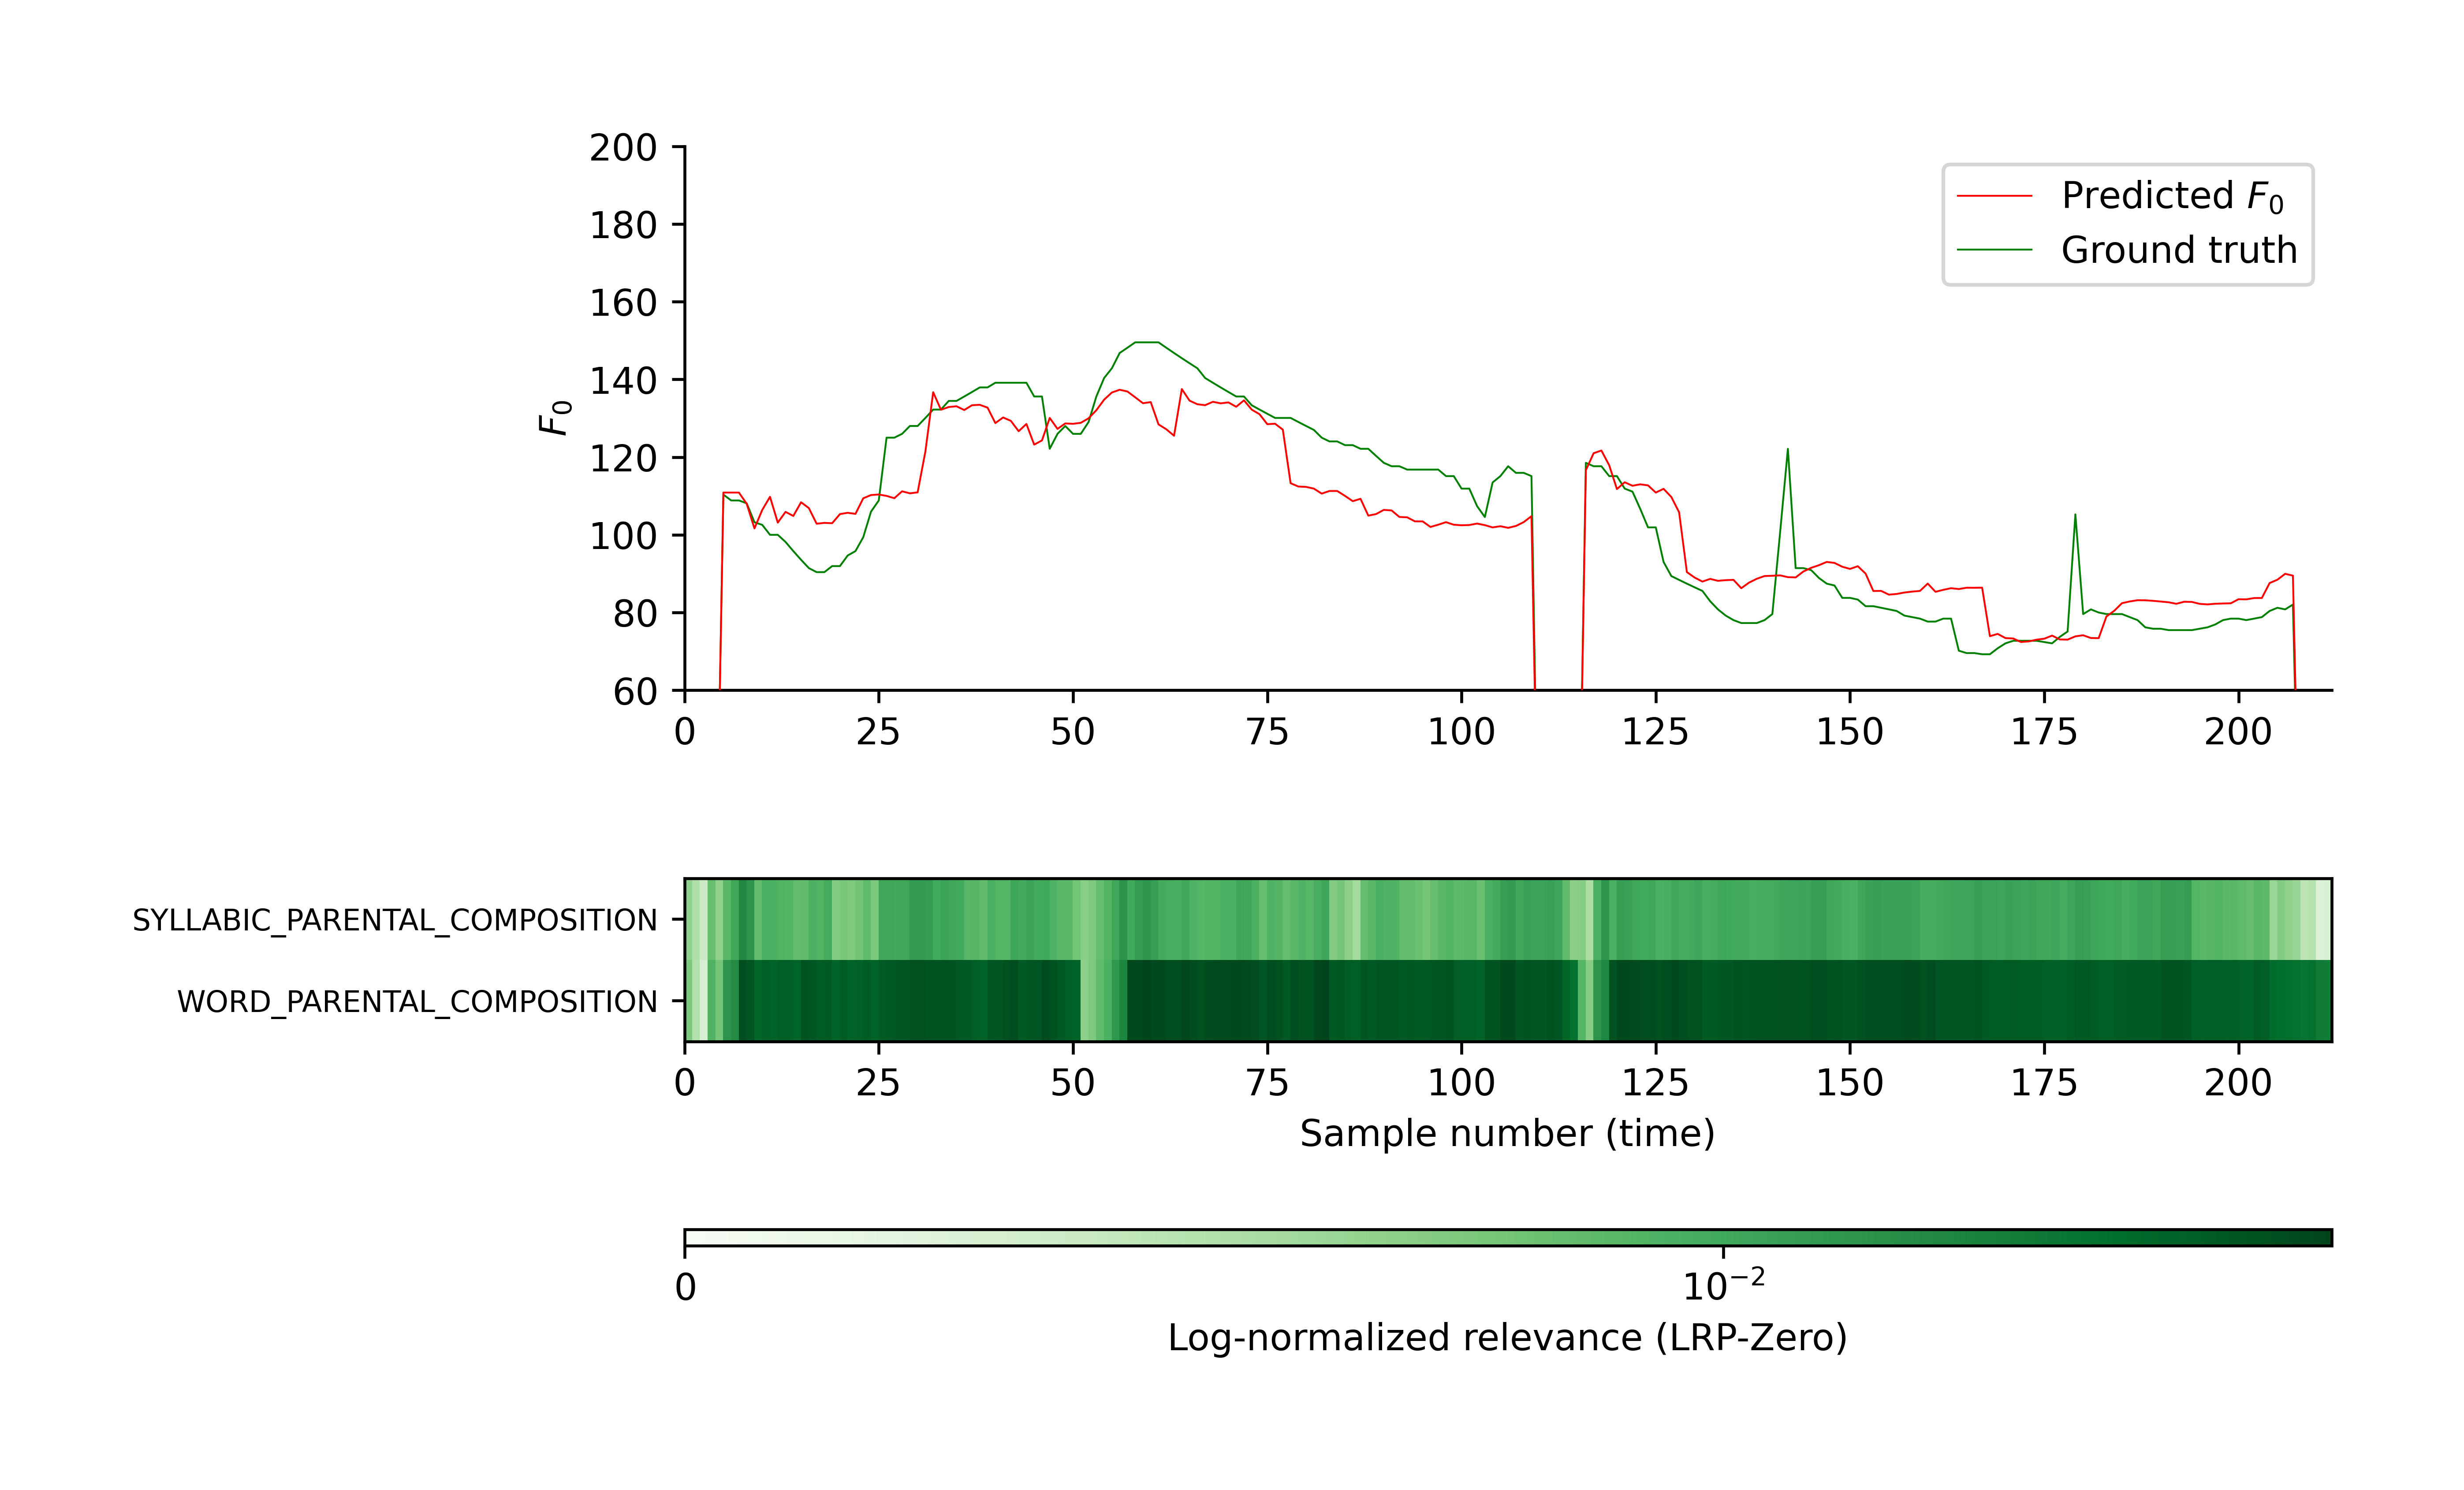 200
180
160
140
120
100
80
60
F₀
Predicted F₀
Ground truth
0 25 50 75 100 125 150 175 200
SYLLABIC_PARENTAL_COMPOSITION
WORD_PARENTAL_COMPOSITION
0 25 50 75 100 125 150 175 200
Sample number (time)
0 10⁻²
Log-normalized relevance (LRP-Zero)